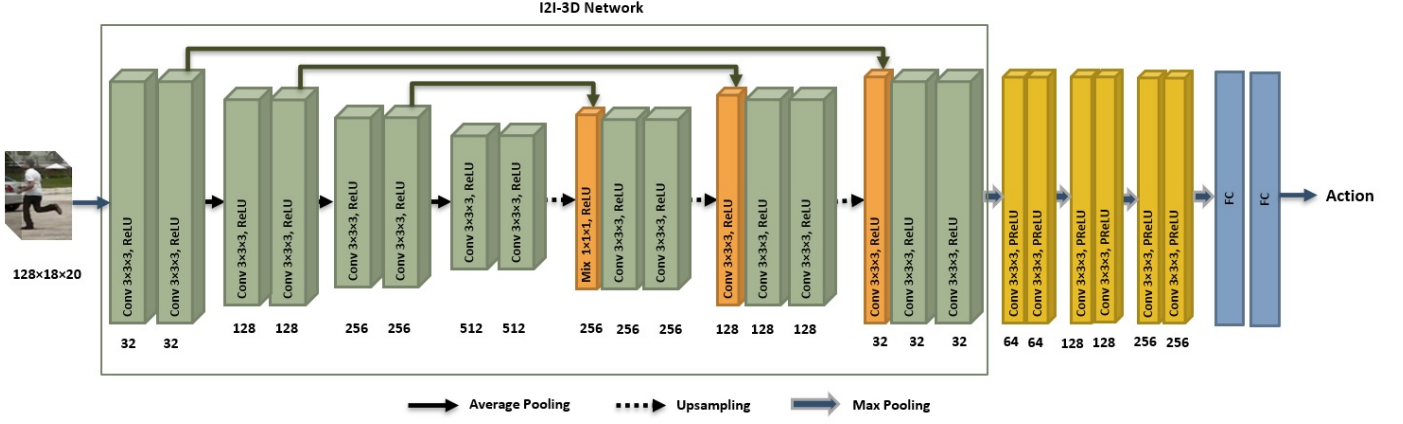 I2I-3D Network
Conv 3×3×3, ReLU
Conv 3×3×3, ReLU
Conv 3×3×3, ReLU
Conv 3×3×3, ReLU
Conv 3×3×3, ReLU
Conv 3×3×3, ReLU
Conv 3×3×3, ReLU
Conv 3×3×3, ReLU
Mix 1×1×1, ReLU
Conv 3×3×3, ReLU
Conv 3×3×3, ReLU
Conv 3×3×3, ReLU
Conv 3×3×3, ReLU
Conv 3×3×3, ReLU
Conv 3×3×3, ReLU
Conv 3×3×3, ReLU
Conv 3×3×3, ReLU
Conv 3×3×3, PReLU
Conv 3×3×3, PReLU
Conv 3×3×3, PReLU
Conv 3×3×3, PReLU
Conv 3×3×3, PReLU
Conv 3×3×3, PReLU
FC
FC
Action
128×18×20
32 32 128 128 256 256 512 512 256 256 256 128 128 128 32 32 32 64 64 128 128 256 256
Average Pooling Upsampling Max Pooling